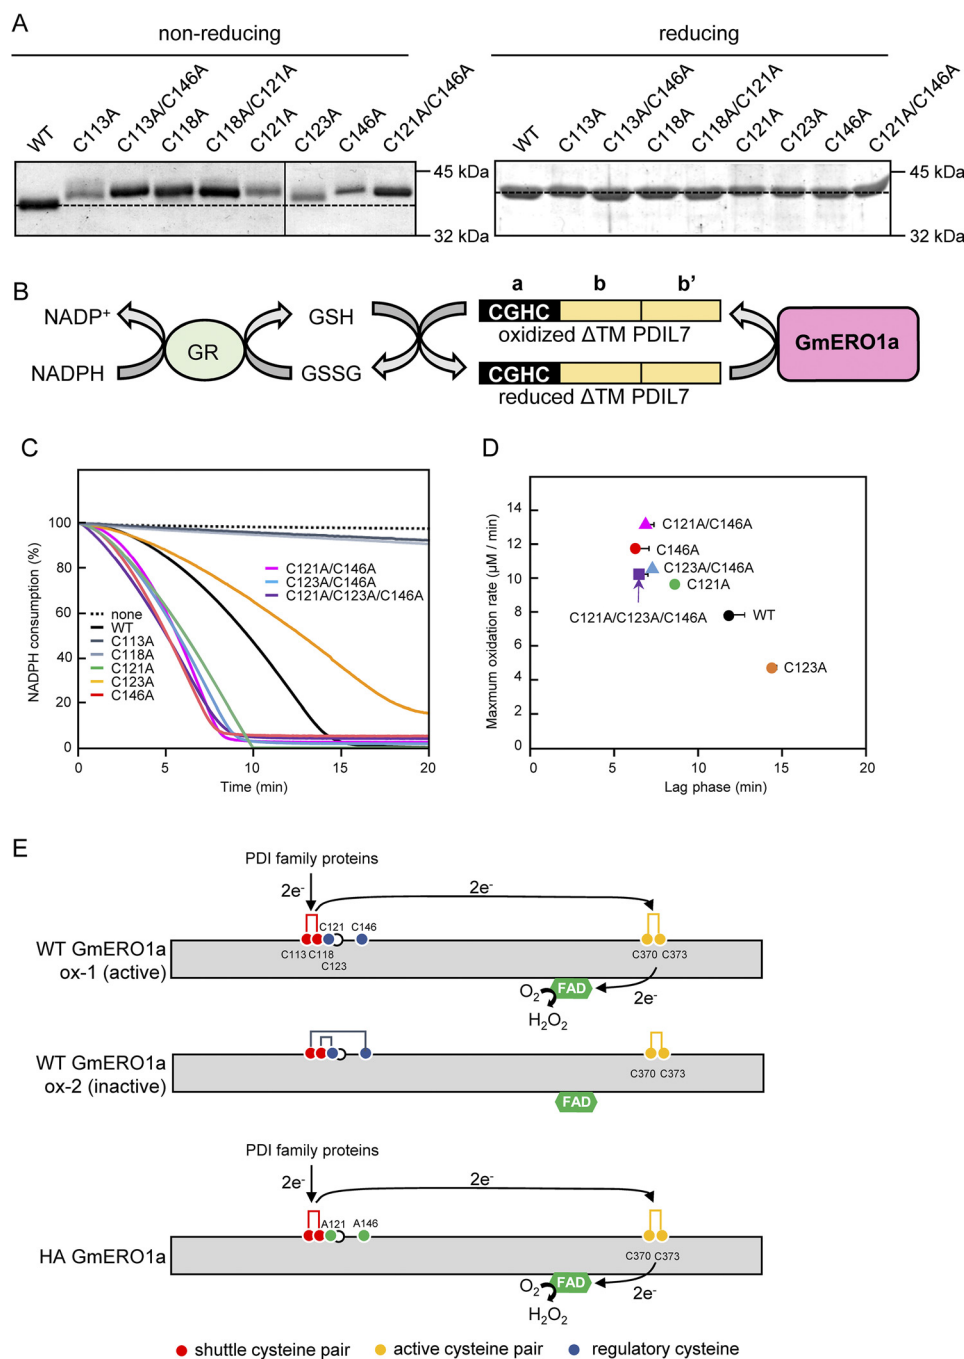 A
non-reducing
reducing
WT
C113A
C113A/C146A
C118A
C118A/C121A
C121A
C123A
C146A
C121A/C146A
WT
C113A
C113A/C146A
C118A
C118A/C121A
C121A
C123A
C146A
C121A/C146A
45 kDa
32 kDa
45 kDa
32 kDa
B
NADP+
NADPH
GR
GSH
GSSG
a b b’
CGHC
oxidized ΔTM PDIL7
CGHC
reduced ΔTM PDIL7
GmERO1a
C
NADPH consumption (%)
100
80
60
40
20
0
0 5 10 15 20
Time (min)
none
WT
C113A
C118A
C121A
C123A
C146A
C121A/C146A
C123A/C146A
C121A/C123A/C146A
D
Maxmum oxidation rate (μM / min)
14
12
10
8
6
4
2
0
0 5 10 15 20
Lag phase (min)
C121A/C146A
C146A
C123A/C146A
C121A
C121A/C123A/C146A
WT
C123A
E
PDI family proteins
2e-
2e-
C121 C146
WT GmERO1a
ox-1 (active)
C113 C118
C123
C370 C373
O2
FAD
2e-
H2O2
WT GmERO1a
ox-2 (inactive)
C370 C373
FAD
PDI family proteins
2e-
2e-
A121 A146
HA GmERO1a
C370 C373
O2
FAD
2e-
H2O2
shuttle cysteine pair
active cysteine pair
regulatory cysteine